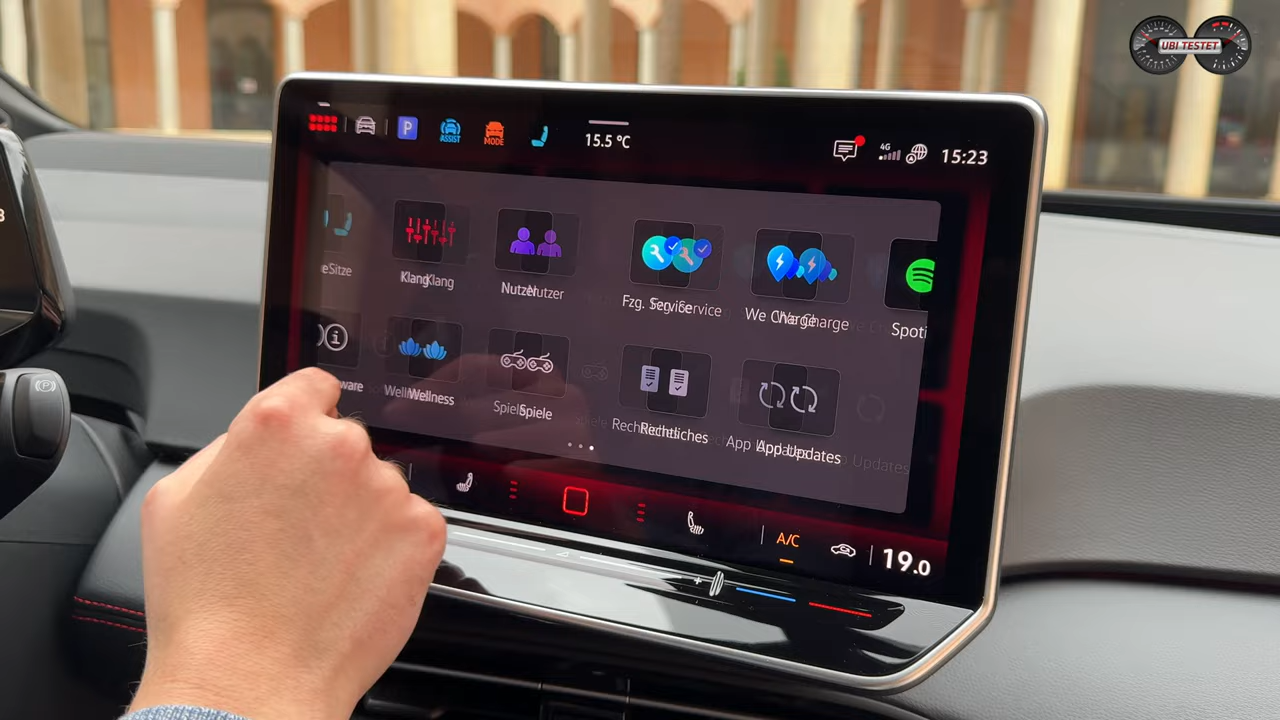 UBI TESTET
P
ASSIST
MODE
15.5 °C
4G
15:23
Sitze
Klang
Nutzer
Fzg. Service
We Charge
Spoti
ware
Wellness
Spiele
Rechtliches
App Updates
A/C
19.0